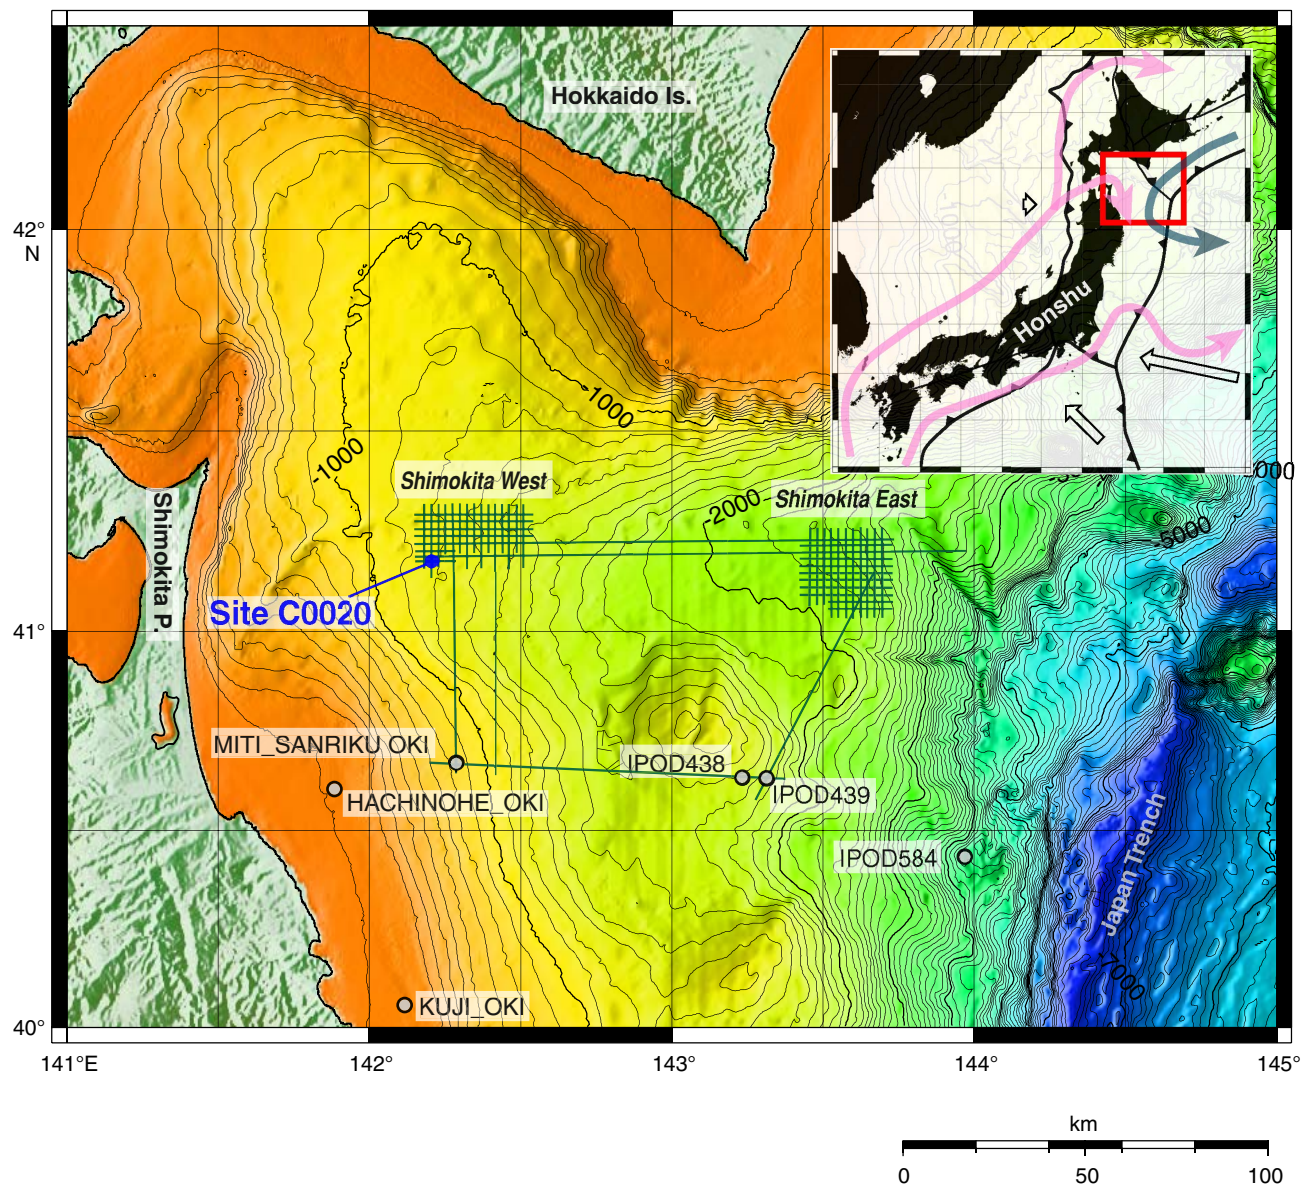 Hokkaido Is.
42°
N
Honshu
-1000
-1000
Shimokita West
Shimokita East
-2000
-5000
000
Shimokita P.
Site C0020
41°
MITI_SANRIKU OKI
IPOD438
HACHINOHE_OKI
IPOD439
IPOD584
Japan Trench
-7000
KUJI_OKI
40°
141°E
142°
143°
144°
145°
km
0
50
100